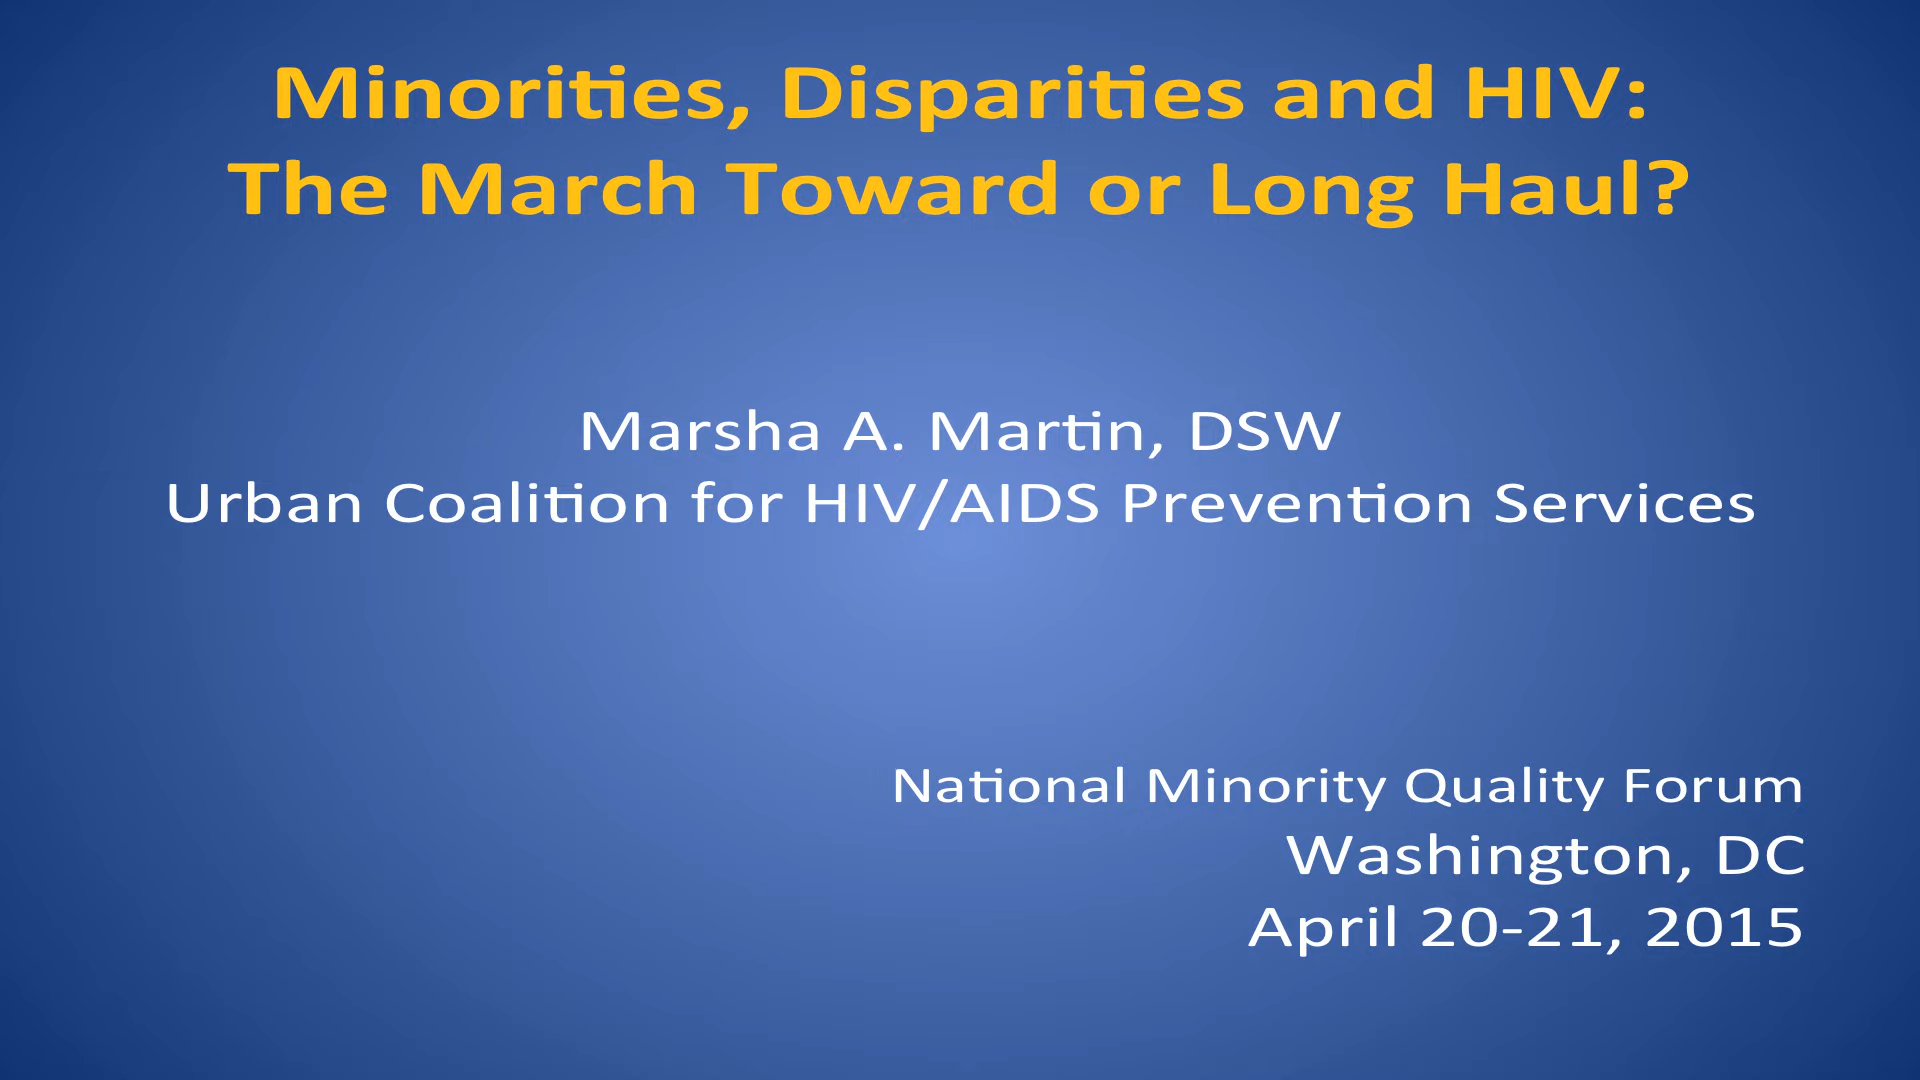 Minorities, Disparities and HIV:
The March Toward or Long Haul?
Marsha A. Martin, DSW
Urban Coalition for HIV/AIDS Prevention Services
National Minority Quality Forum
Washington, DC
April 20-21, 2015